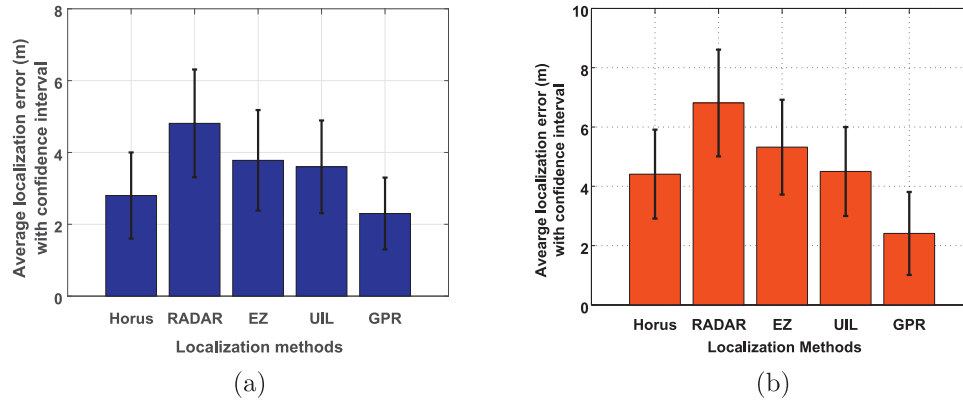 Average localization error (m)
with confidence interval
8
6
4
2
0
Horus RADAR EZ UIL GPR
Localization methods
(a)
Avearge localization error (m)
with confidence interval
10
8
6
4
2
0
Horus RADAR EZ UIL GPR
Localization Methods
(b)